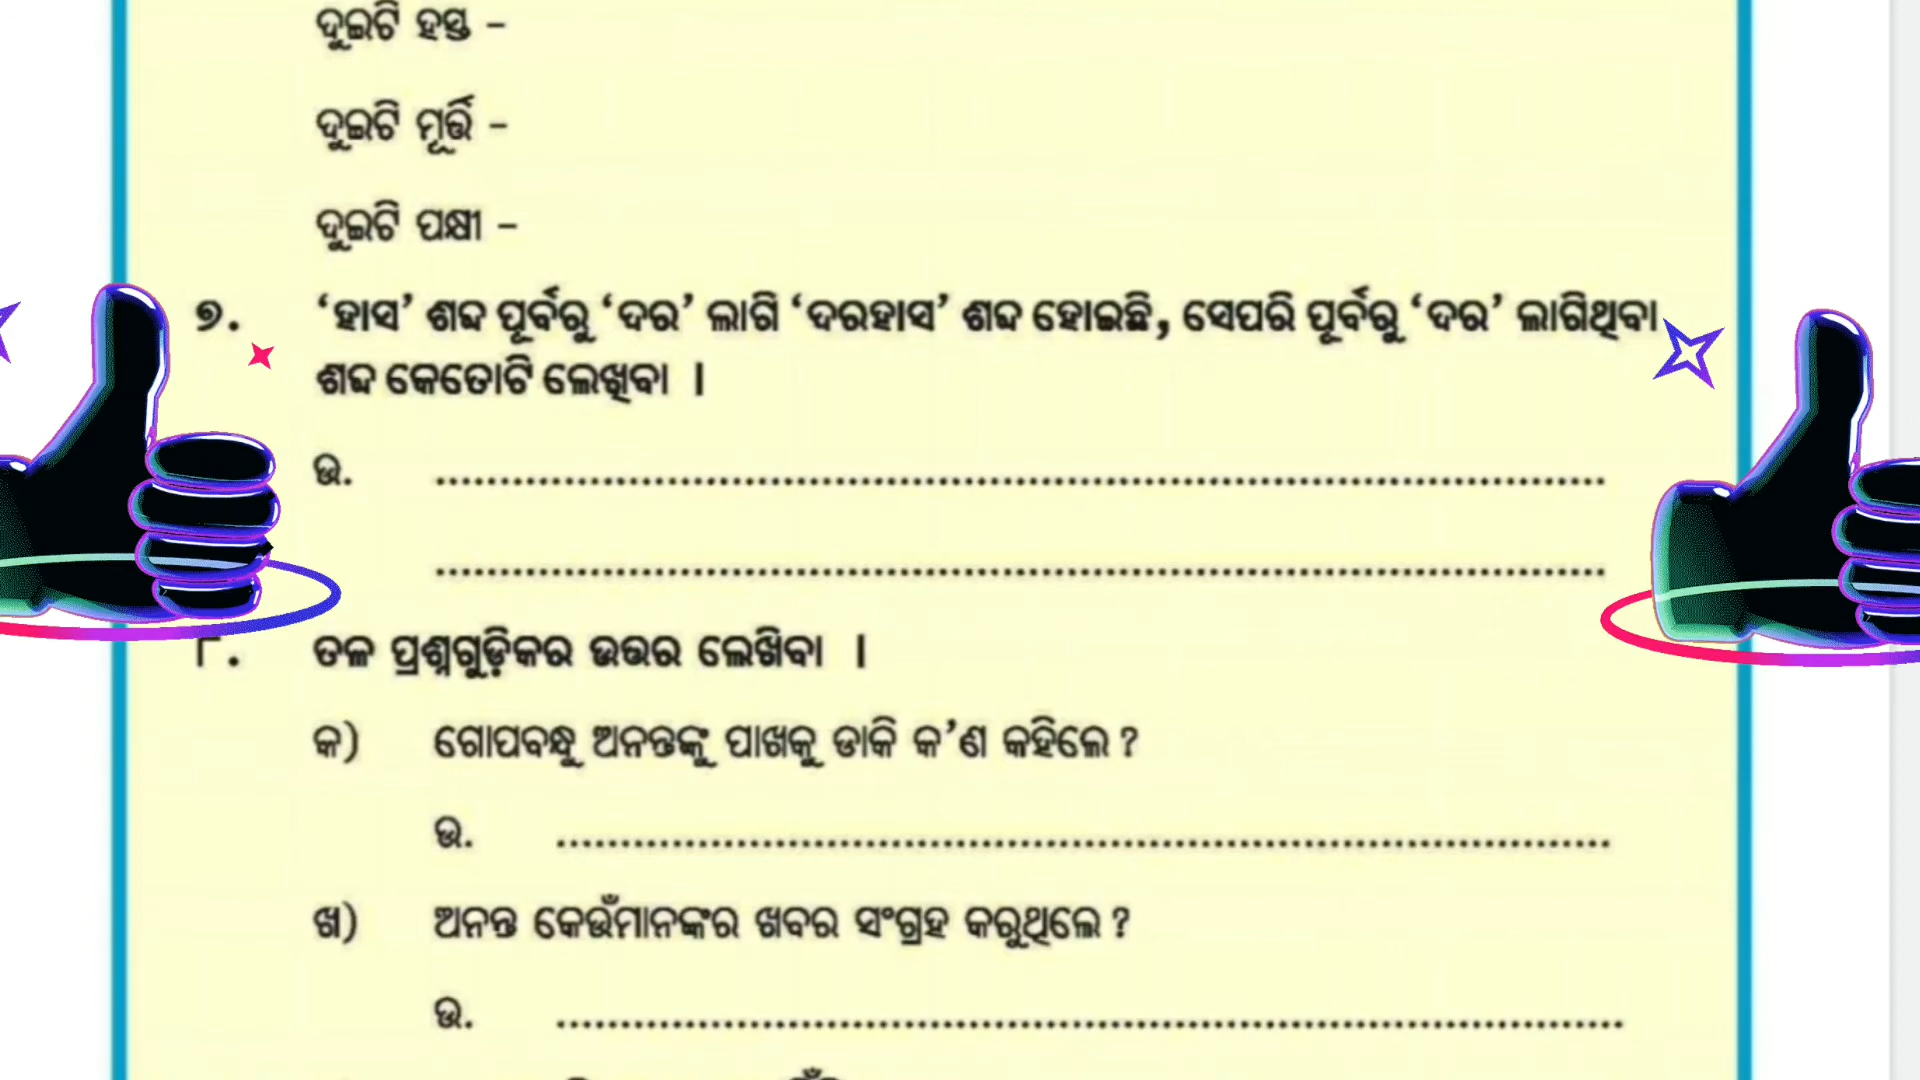 ଦୁଇଟି ହସ୍ତ –
ଦୁଇଟି ମୂର୍ତ୍ତି –
ଦୁଇଟି ପକ୍ଷୀ –
୭. ‘ହାସ’ ଶବ୍ଦ ପୂର୍ବରୁ ‘ଦର’ ଲାଗି ‘ଦରହାସ’ ଶବ୍ଦ ହୋଇଛି, ସେପରି ପୂର୍ବରୁ ‘ଦର’ ଲାଗିଥିବା
ଶବ୍ଦ କେତୋଟି ଲେଖିବା ।
ଉ. ..........................................................................................
..........................................................................................
୮. ତଳ ପ୍ରଶ୍ନଗୁଡ଼ିକର ଉତ୍ତର ଲେଖିବା ।
କ) ଗୋପବନ୍ଧୁ ଅନନ୍ତଙ୍କୁ ପାଖକୁ ଡାକି କ’ଣ କହିଲେ ?
ଉ. ..................................................................................
ଖ) ଅନନ୍ତ କେଉଁମାନଙ୍କର ଖବର ସଂଗ୍ରହ କରୁଥିଲେ ?
ଉ. ..................................................................................